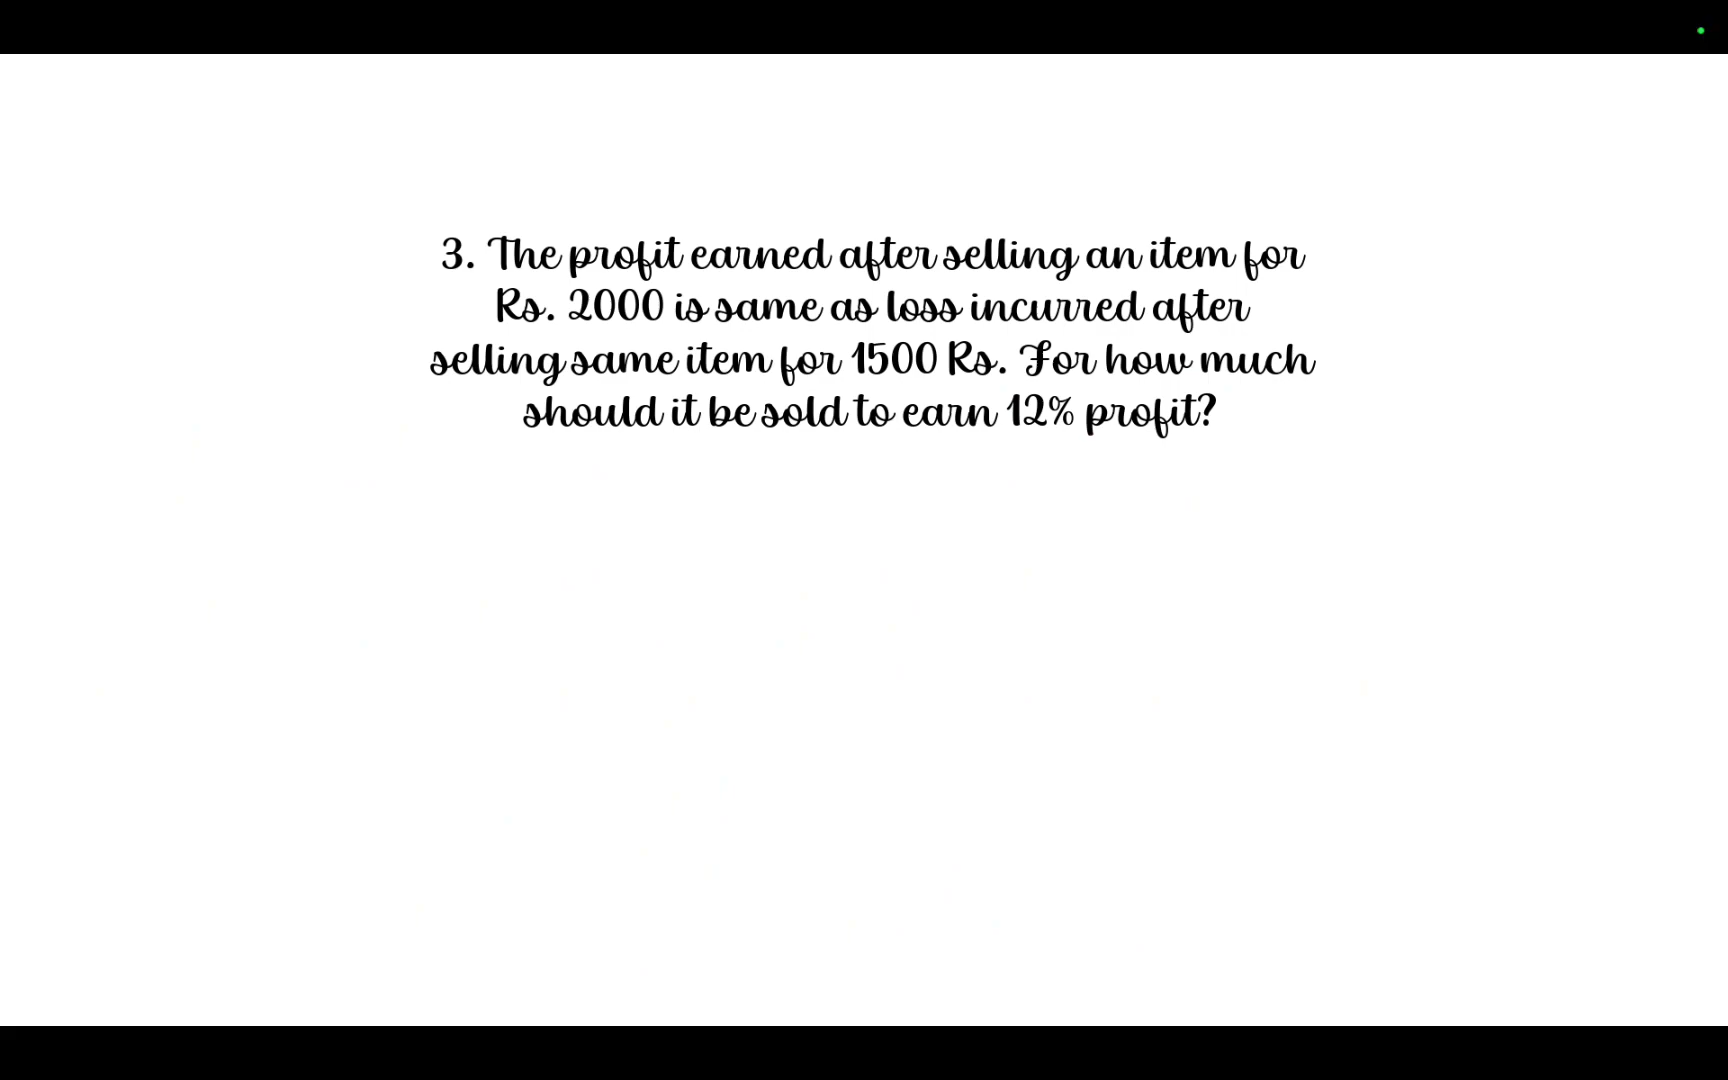 3. The profit earned after selling an item for
Rs. 2000 is same as loss incurred after
selling same item for 1500 Rs. For how much
should it be sold to earn 12% profit?